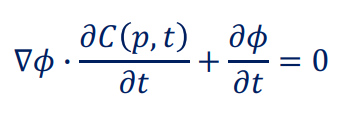 ∇ϕ · ∂C(p, t)/∂t + ∂ϕ/∂t = 0